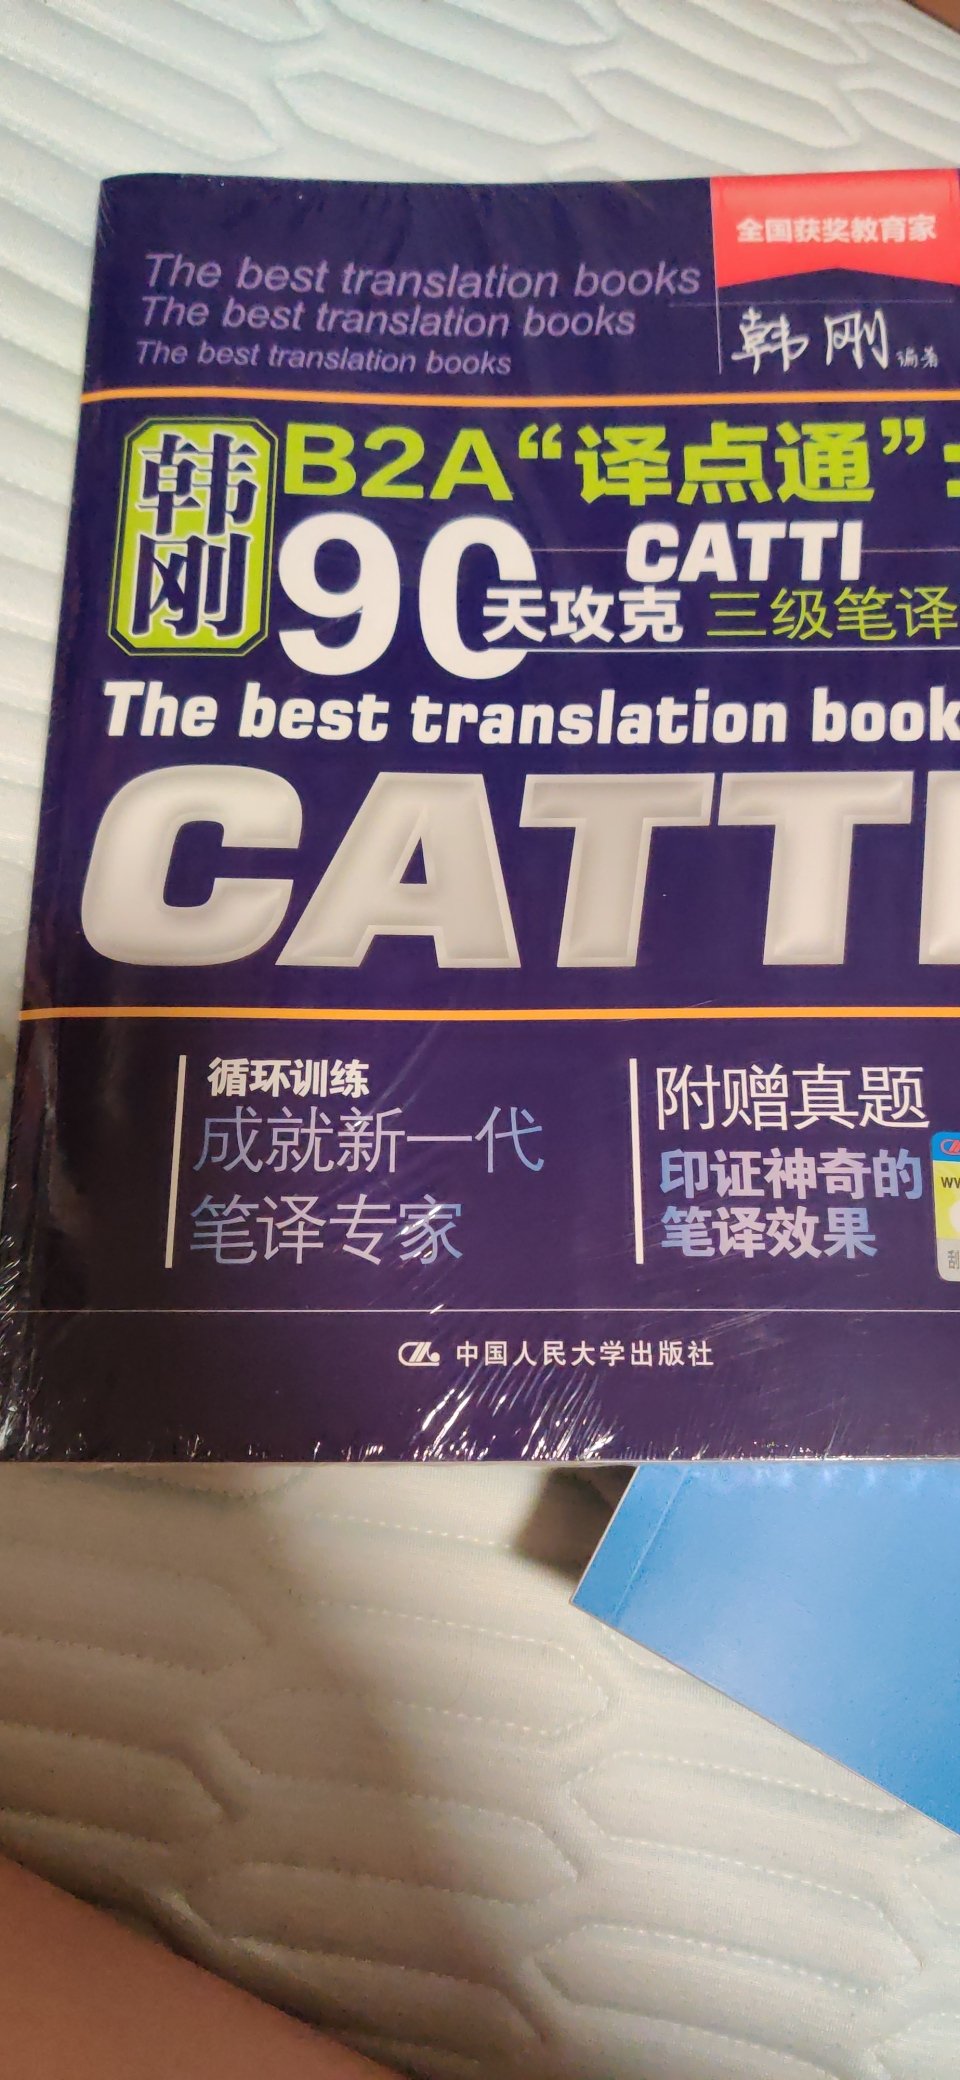 The best translation books
The best translation books
The best translation books
全国获奖教育家
韩刚 编著
韩刚
B2A“译点通”:
90天攻克
CATTI
三级笔译
The best translation book
CATTI
循环训练
成就新一代
笔译专家
附赠真题
印证神奇的
笔译效果
刮
中国人民大学出版社